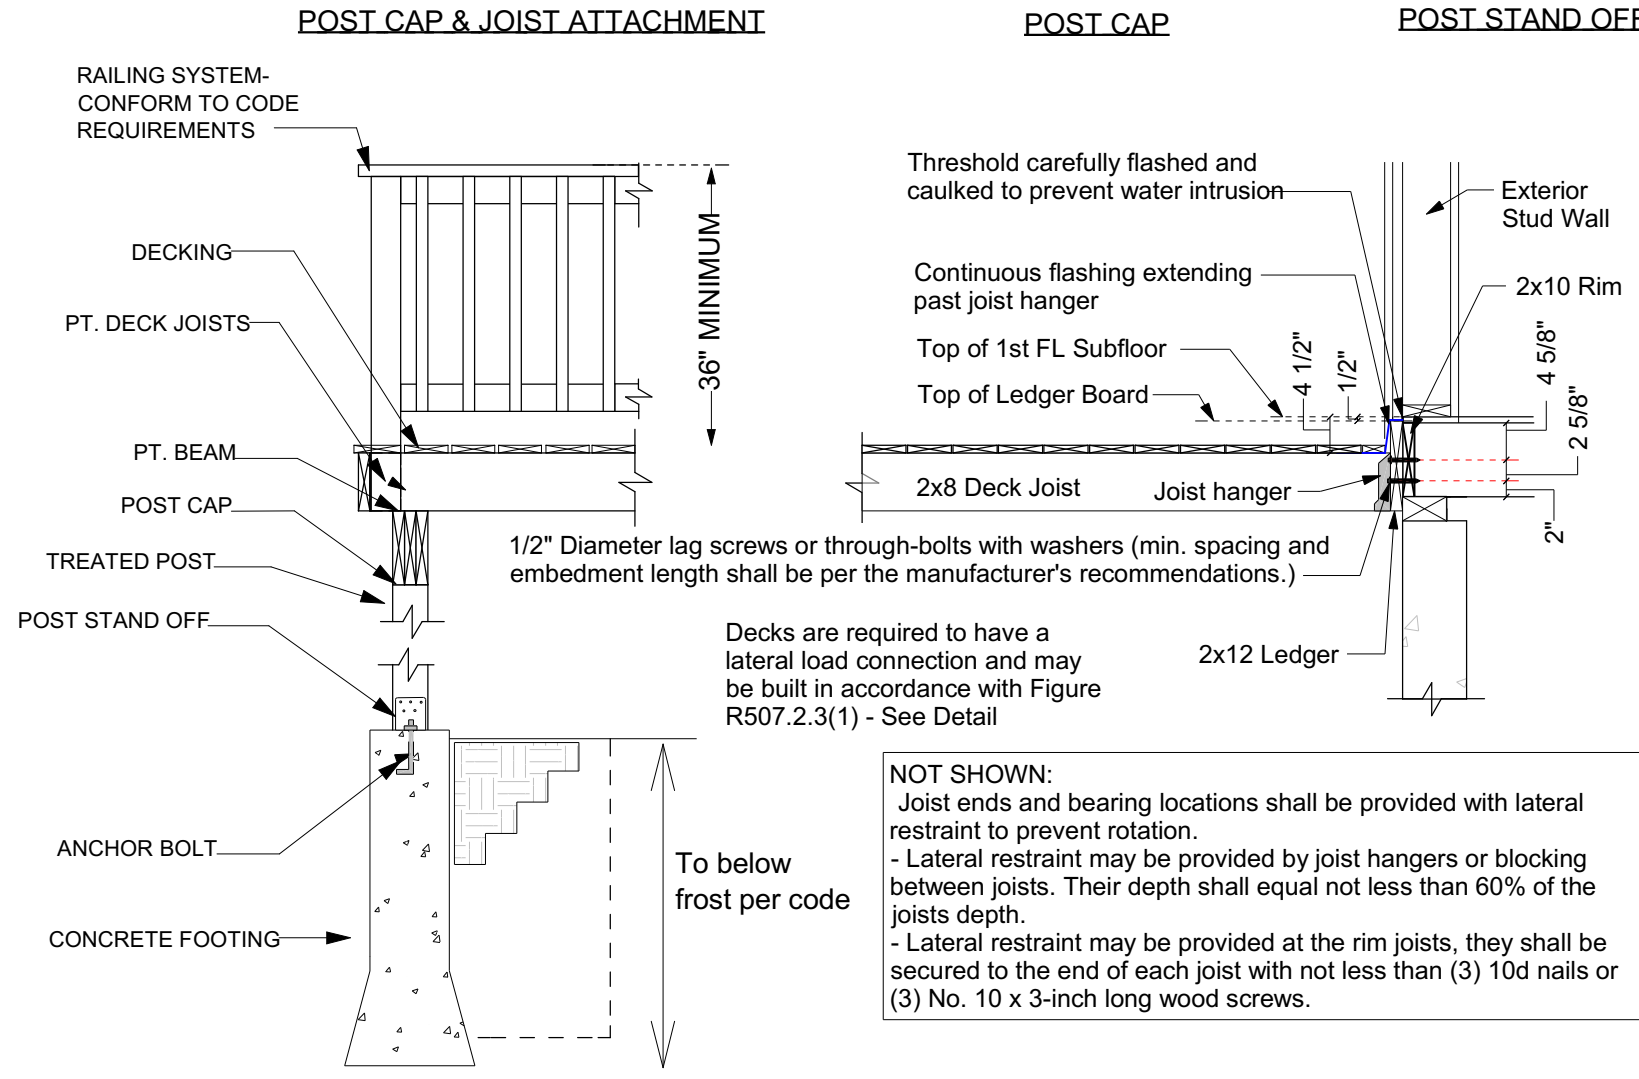 POST CAP & JOIST ATTACHMENT
POST CAP
POST STAND OFF
RAILING SYSTEM-
CONFORM TO CODE
REQUIREMENTS
DECKING
PT. DECK JOISTS
PT. BEAM
POST CAP
TREATED POST
POST STAND OFF
ANCHOR BOLT
CONCRETE FOOTING
36" MINIMUM
To below
frost per code
Threshold carefully flashed and
caulked to prevent water intrusion
Continuous flashing extending
past joist hanger
Top of 1st FL Subfloor
Top of Ledger Board
4 1/2"
1/2"
Exterior
Stud Wall
2x10 Rim
4 5/8"
2 5/8"
2"
2x8 Deck Joist
Joist hanger
1/2" Diameter lag screws or through-bolts with washers (min. spacing and
embedment length shall be per the manufacturer's recommendations.)
2x12 Ledger
Decks are required to have a
lateral load connection and may
be built in accordance with Figure
R507.2.3(1) - See Detail
NOT SHOWN:
Joist ends and bearing locations shall be provided with lateral
restraint to prevent rotation.
- Lateral restraint may be provided by joist hangers or blocking
between joists. Their depth shall equal not less than 60% of the
joists depth.
- Lateral restraint may be provided at the rim joists, they shall be
secured to the end of each joist with not less than (3) 10d nails or
(3) No. 10 x 3-inch long wood screws.